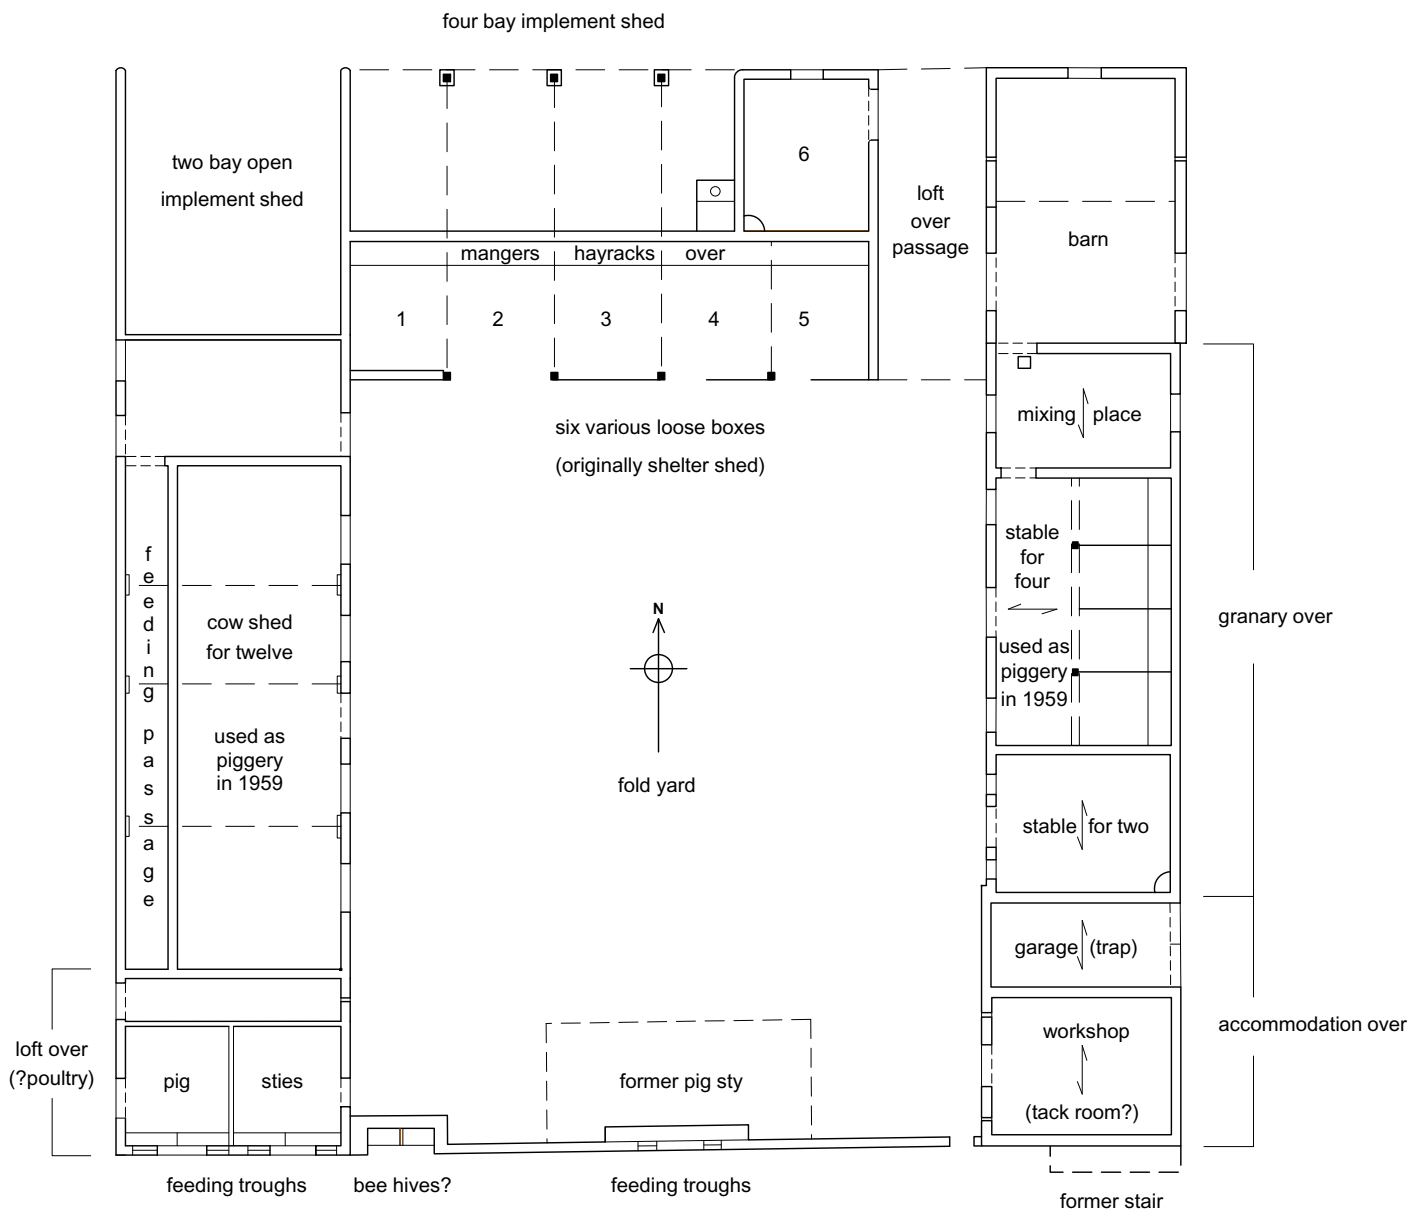 four bay implement shed
two bay open
implement shed
6
loft
over
passage
barn
mangers hayracks over
1 2 3 4 5
six various loose boxes
(originally shelter shed)
mixing place
feeding passage
cow shed
for twelve
used as
piggery
in 1959
N
fold yard
stable
for
four
used as
piggery
in 1959
granary over
stable for two
garage (trap)
loft over
(?poultry)
pig sties
former pig sty
workshop
(tack room?)
accommodation over
feeding troughs
bee hives?
feeding troughs
former stair